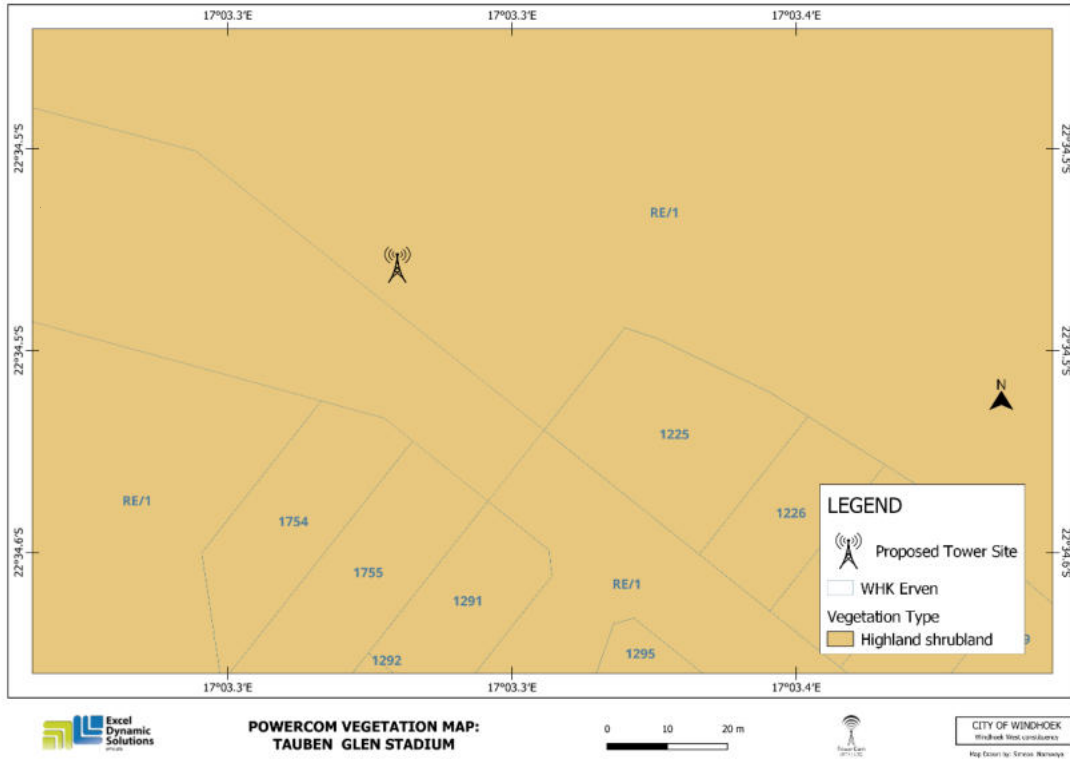 17°03.3'E 17°03.3'E 17°03.4'E
22°34.5'S
22°34.5'S
22°34.5'S
22°34.5'S
22°34.6'S
22°34.6'S
RE/1
N
1225
RE/1
1754
1226
1755
RE/1
1291
1292
1295
9
LEGEND
Proposed Tower Site
WHK Erven
Vegetation Type
Highland shrubland
17°03.3'E 17°03.3'E 17°03.4'E
Excel
Dynamic
Solutions
POWERCOM VEGETATION MAP:
TAUBEN GLEN STADIUM
0 10 20 m
CITY OF WINDHOEK
Windhoek West constituency